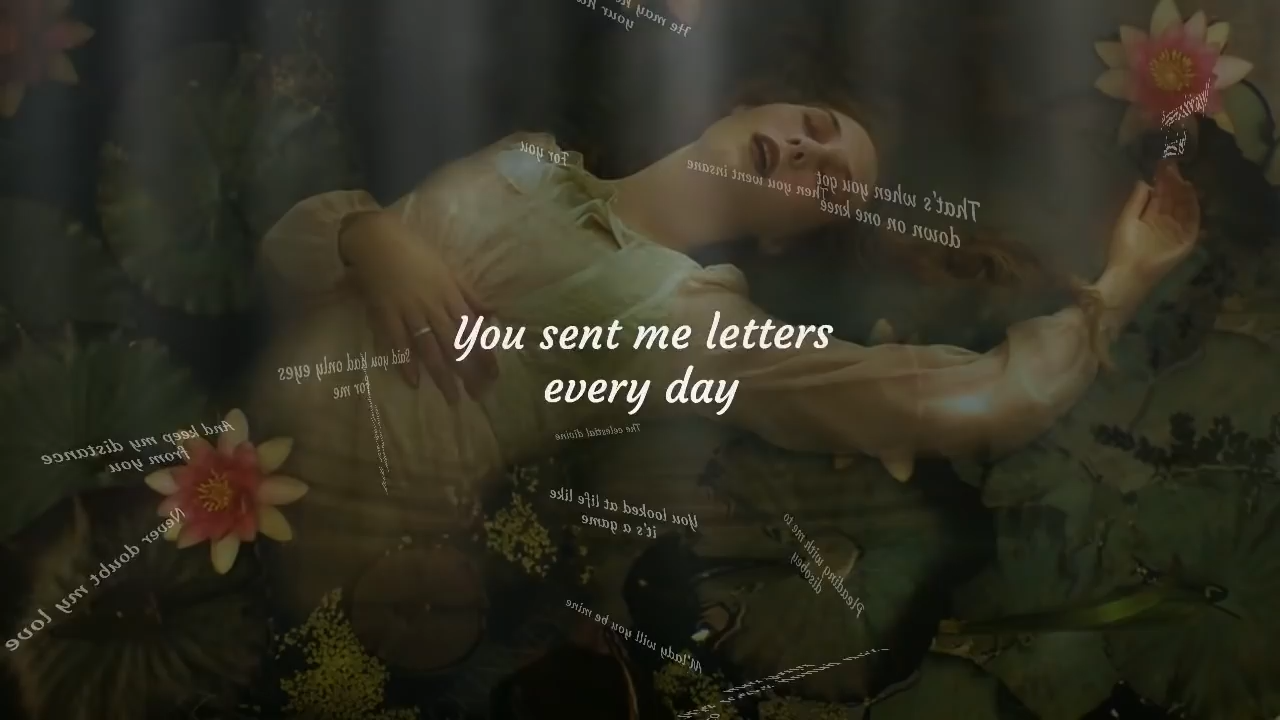 He may
your
For you
Then you went insane
That's when you got
down on one knee
You sent me letters
every day
Said you had only eyes
for me
And keep my distance
from you
The celestial divine
You looked at life like
it's a game
Never doubt my love
Pleading with me to
disobey
M'lady will you be mine